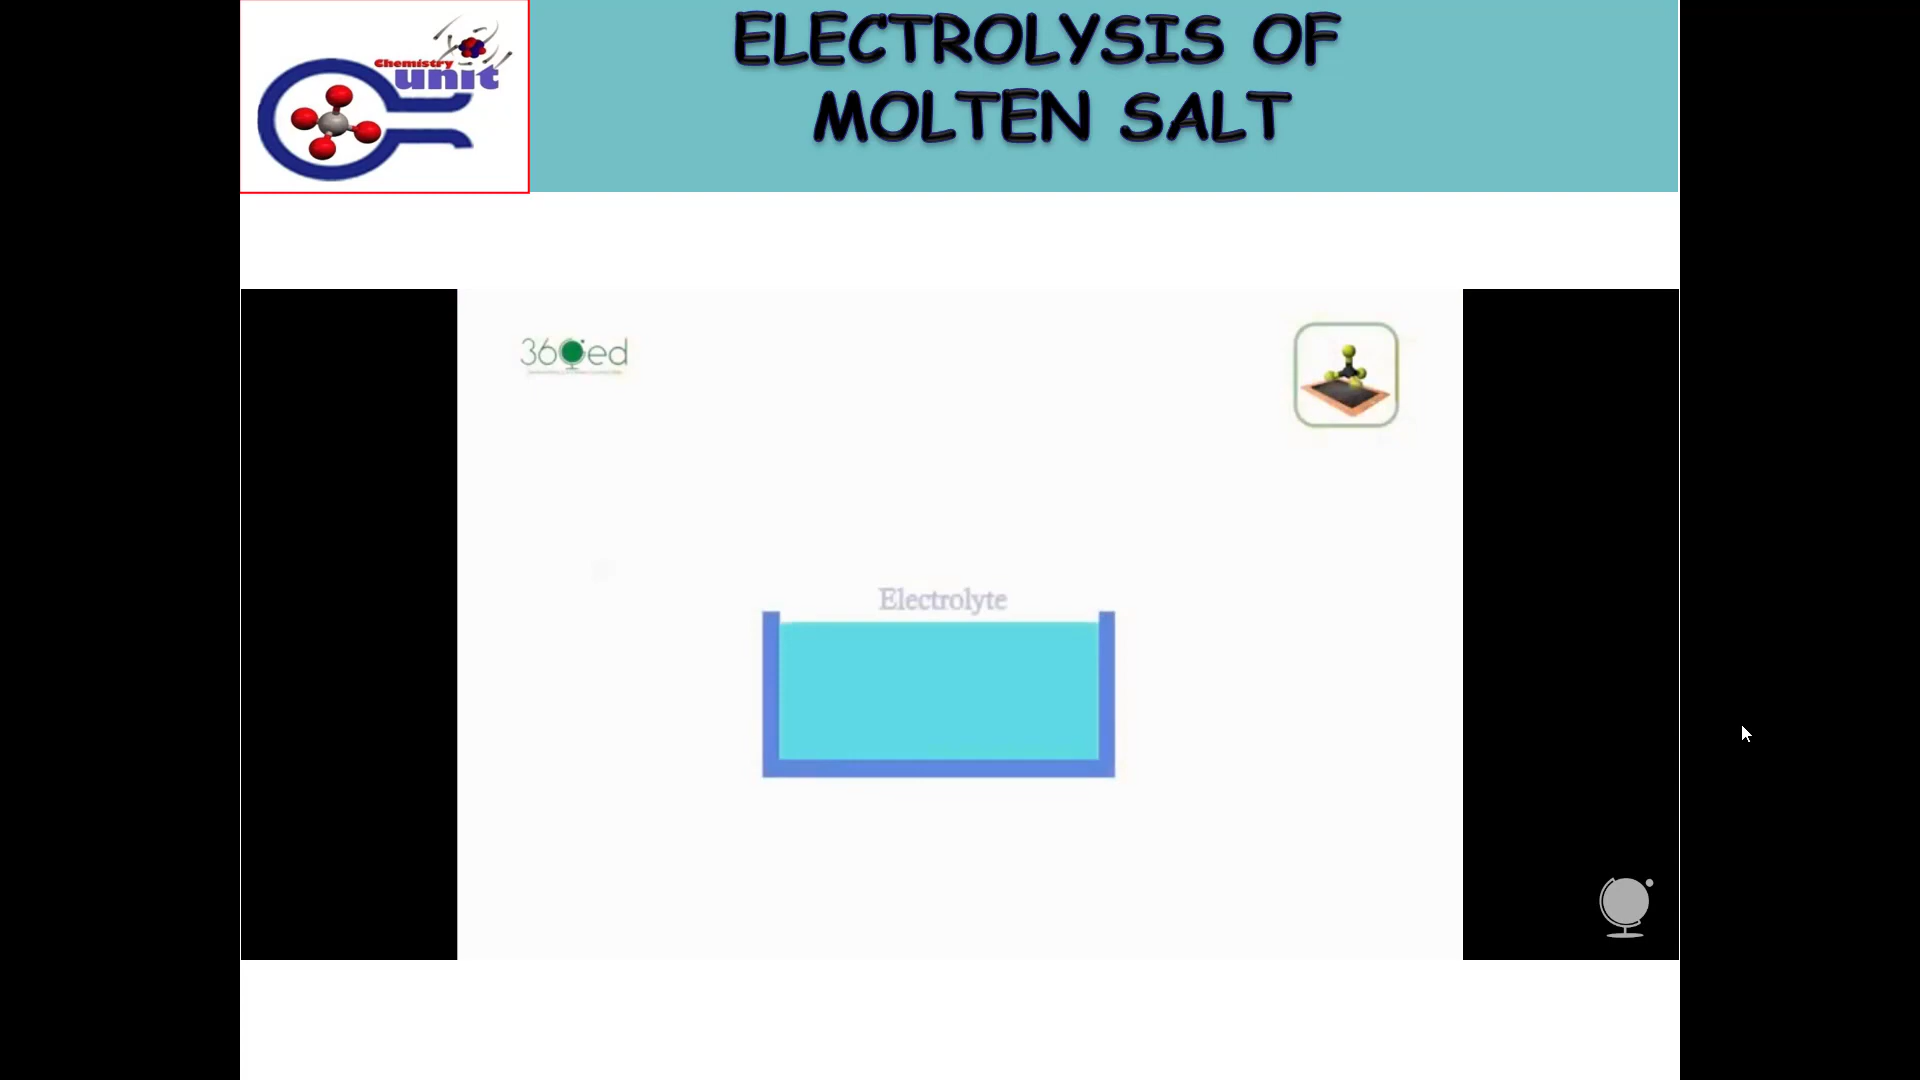 ELECTROLYSIS OF
MOLTEN SALT
Chemistry
unit
360ed
Electrolyte